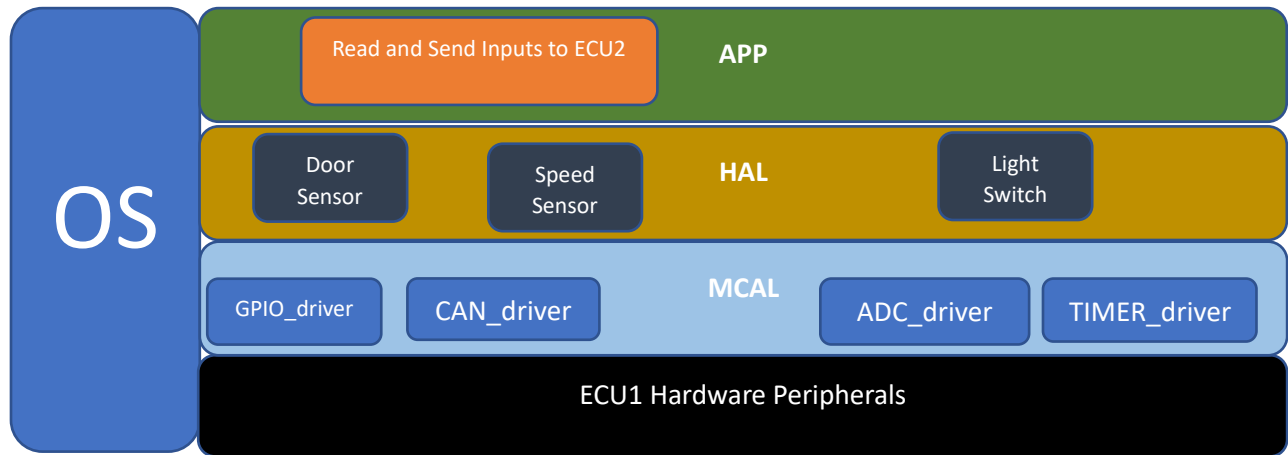 OS
Read and Send Inputs to ECU2
APP
Door
Sensor
Speed
Sensor
HAL
Light
Switch
GPIO_driver
CAN_driver
MCAL
ADC_driver
TIMER_driver
ECU1 Hardware Peripherals